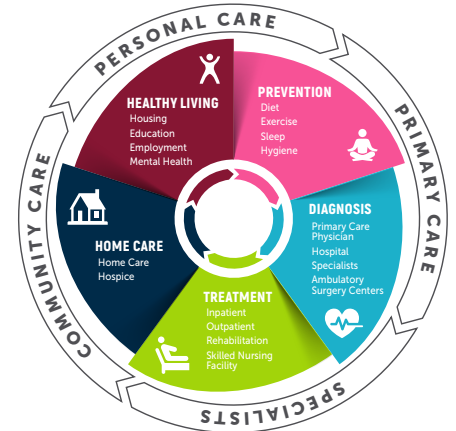 PERSONAL CARE
PRIMARY CARE
SPECIALISTS
COMMUNITY CARE
HEALTHY LIVING
Housing
Education
Employment
Mental Health
PREVENTION
Diet
Exercise
Sleep
Hygiene
DIAGNOSIS
Primary Care
Physician
Hospital
Specialists
Ambulatory
Surgery Centers
TREATMENT
Inpatient
Outpatient
Rehabilitation
Skilled Nursing
Facility
HOME CARE
Home Care
Hospice